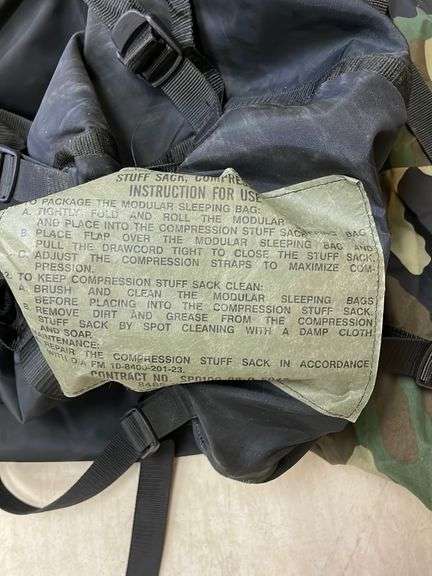 STUFF SACK, COMPRES
INSTRUCTION FOR USE
TO PACKAGE THE MODULAR SLEEPING BAG:
A. TIGHTLY FOLD AND ROLL THE MODULAR
AND PLACE INTO THE COMPRESSION STUFF SACK BAG
B. PLACE FLAP OVER THE MODULAR SLEEPING BAG AND
PULL THE DRAWCORD TIGHT TO CLOSE THE STUFF SACK.
C. ADJUST THE COMPRESSION STRAPS TO MAXIMIZE COM-
PRESSION.
2. TO KEEP COMPRESSION STUFF SACK CLEAN:
A. BRUSH AND CLEAN THE MODULAR SLEEPING BAGS
BEFORE PLACING INTO THE COMPRESSION STUFF SACK.
B. REMOVE DIRT AND GREASE FROM THE COMPRESSION
STUFF SACK BY SPOT CLEANING WITH A DAMP CLOTH
AND SOAP.
MAINTENANCE:
REPAIR THE COMPRESSION STUFF SACK IN ACCORDANCE
WITH D.A FM 10-8400-201-23.
CONTRACT NO.